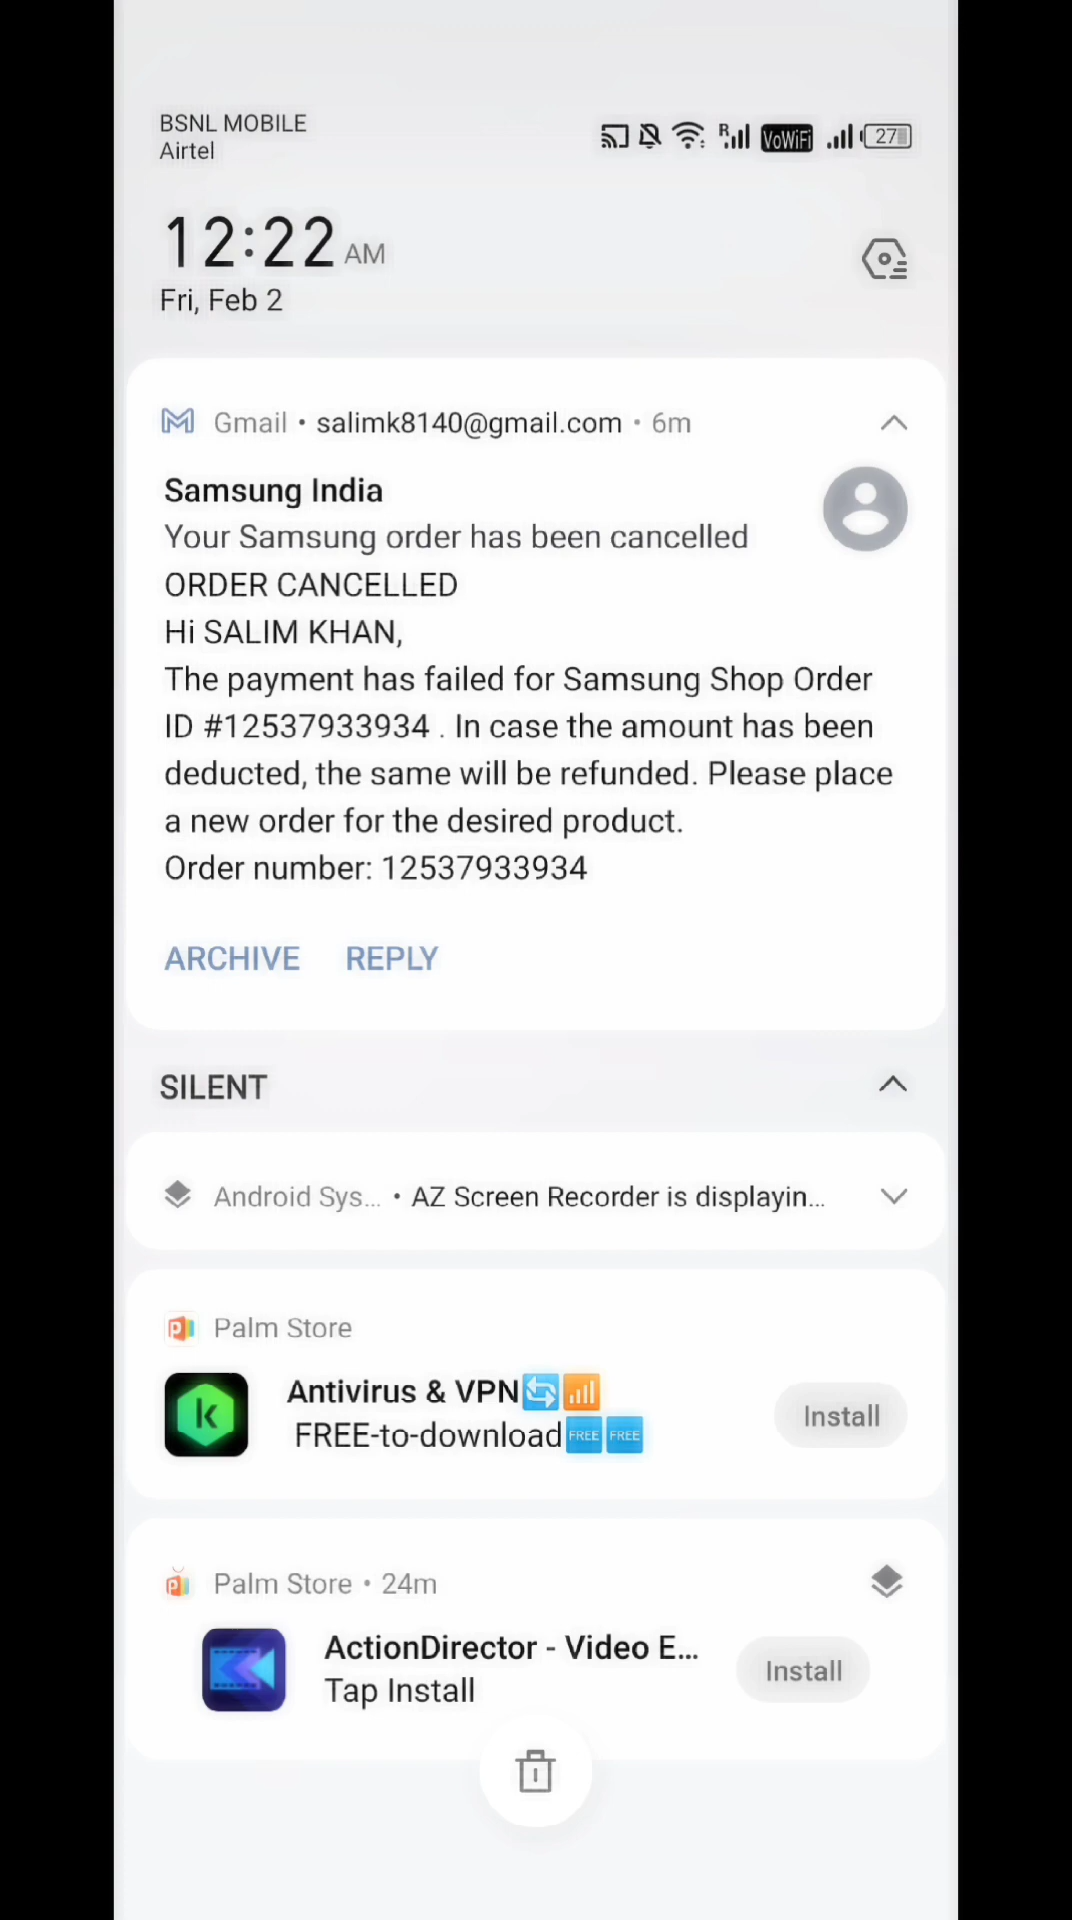 BSNL MOBILE
Airtel
R
VoWiFi
27
12:22 AM
Fri, Feb 2
Gmail • salimk8140@gmail.com • 6m
Samsung India
Your Samsung order has been cancelled
ORDER CANCELLED
Hi SALIM KHAN,
The payment has failed for Samsung Shop Order
ID #12537933934 . In case the amount has been
deducted, the same will be refunded. Please place
a new order for the desired product.
Order number: 12537933934
ARCHIVE REPLY
SILENT
Android Sys... • AZ Screen Recorder is displayin...
Palm Store
Antivirus & VPN🔄📶
FREE-to-download🆓🆓
Install
Palm Store • 24m
ActionDirector - Video E...
Tap Install
Install